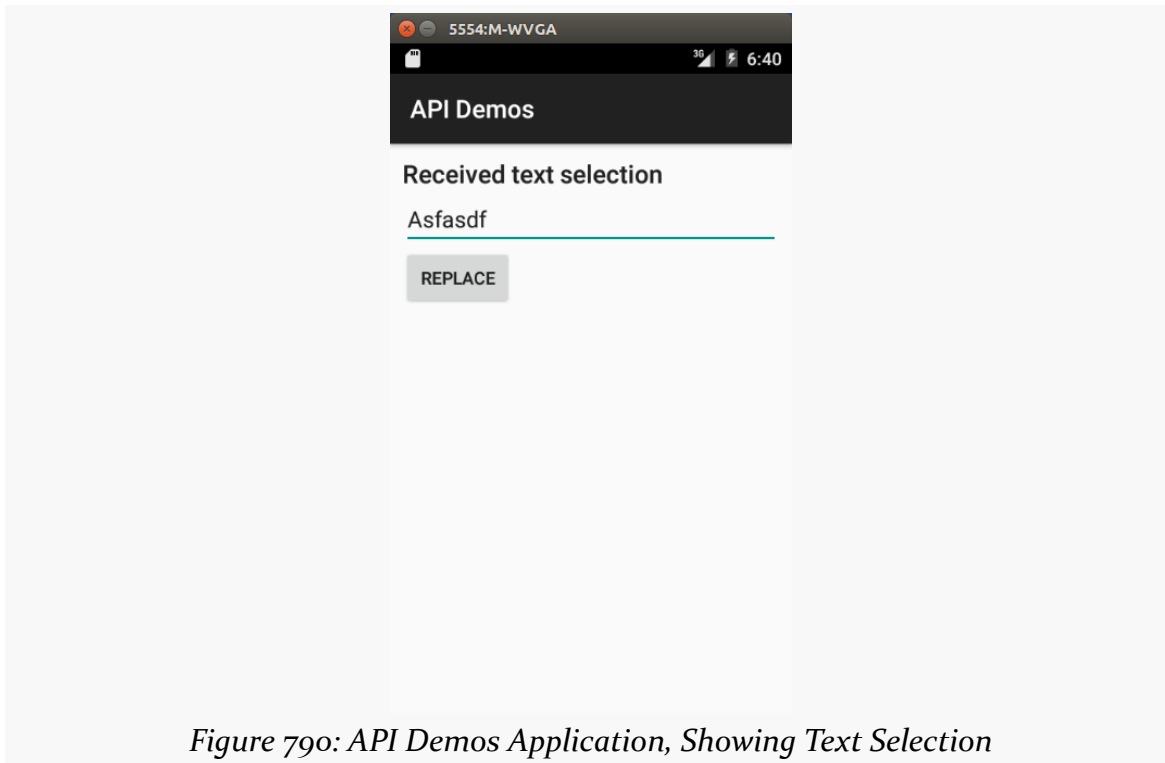 5554:M-WVGA
3G 6:40
API Demos
Received text selection
Asfasdf
REPLACE
Figure 790: API Demos Application, Showing Text Selection